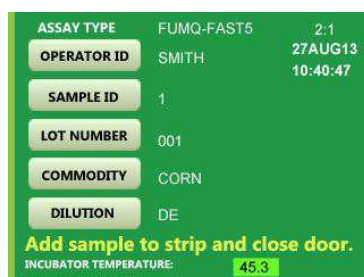 ASSAY TYPE FUMQ-FAST5 2:1
OPERATOR ID SMITH 27AUG13
10:40:47
SAMPLE ID 1
LOT NUMBER 001
COMMODITY CORN
DILUTION DE
Add sample to strip and close door.
INCUBATOR TEMPERATURE: 45.3